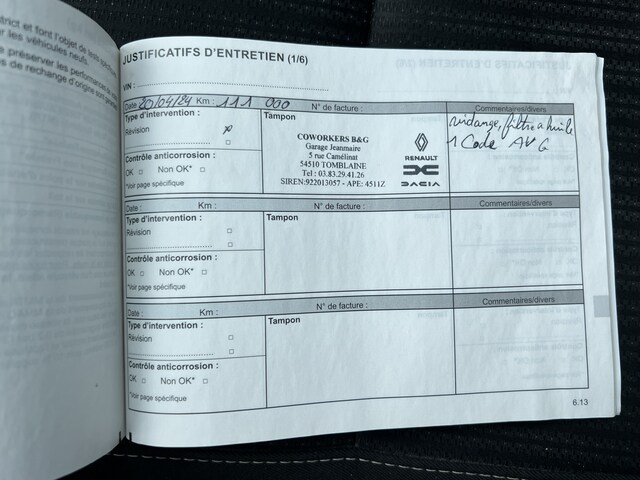 JUSTIFICATIFS D'ENTRETIEN (1/6)
VIN :
Date 20/04/24 Km : 111 000 N° de facture : Commentaires/divers
Type d'intervention :
Révision
Contrôle anticorrosion :
OK Non OK*
*Voir page spécifique
Tampon
COWORKERS B&G
Garage Jeanmaire
5 rue Camélinat
54510 TOMBLAINE
Tel : 03.83.29.41.26
SIREN:922013057 - APE: 4511Z
RENAULT
DACIA
vidange, filtre a huile
1 Code AV G
Date : Km : N° de facture : Commentaires/divers
Type d'intervention :
Révision
Contrôle anticorrosion :
OK Non OK*
*Voir page spécifique
Tampon
Date : Km : N° de facture : Commentaires/divers
Type d'intervention :
Révision
Contrôle anticorrosion :
OK Non OK*
*Voir page spécifique
Tampon
6.13